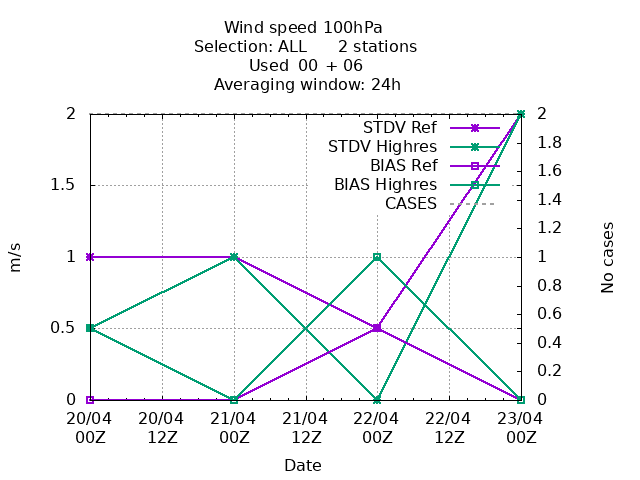 Wind speed 100hPa
Selection: ALL 2 stations
Used 00 + 06
Averaging window: 24h
STDV Ref
STDV Highres
BIAS Ref
BIAS Highres
CASES
2
1.5
1
0.5
0
m/s
2
1.8
1.6
1.4
1.2
1
0.8
0.6
0.4
0.2
0
No cases
20/04 20/04 21/04 21/04 22/04 22/04 23/04
00Z 12Z 00Z 12Z 00Z 12Z 00Z
Date